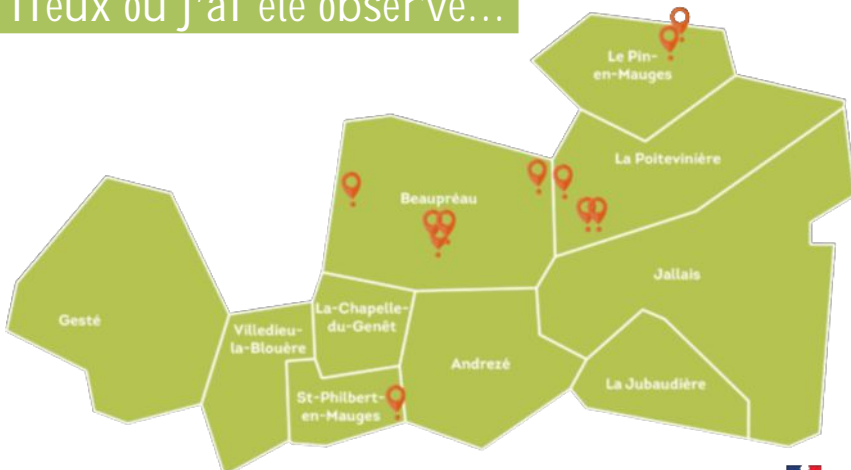 lieux où j'ai été observé...
Le Pin-
en-Mauges
La Poitevinière
Beaupréau
Jallais
Gesté
La-Chapelle-
du-Genêt
Villedieu-
la-Blouère
Andrezé
La Jubaudière
St-Philbert-
en-Mauges